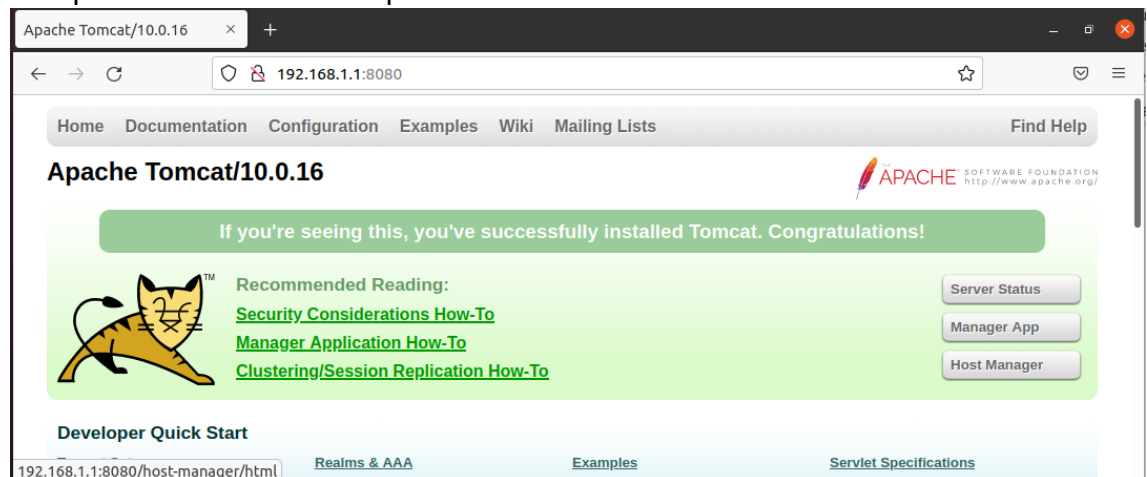 Apache Tomcat/10.0.16
192.168.1.1:8080
Home Documentation Configuration Examples Wiki Mailing Lists Find Help
Apache Tomcat/10.0.16
THE
APACHE SOFTWARE FOUNDATION
http://www.apache.org/
If you're seeing this, you've successfully installed Tomcat. Congratulations!
TM
Recommended Reading:
Security Considerations How-To
Manager Application How-To
Clustering/Session Replication How-To
Server Status
Manager App
Host Manager
Developer Quick Start
Realms & AAA Examples Servlet Specifications
192.168.1.1:8080/host-manager/html